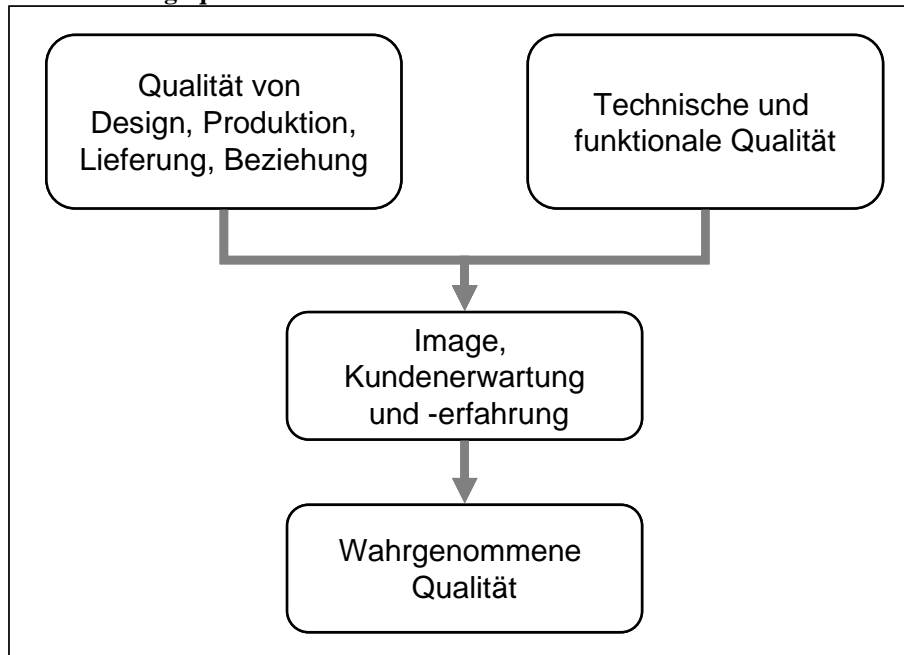 Qualität von
Design, Produktion,
Lieferung, Beziehung
Technische und
funktionale Qualität
Image,
Kundenerwartung
und -erfahrung
Wahrgenommene
Qualität